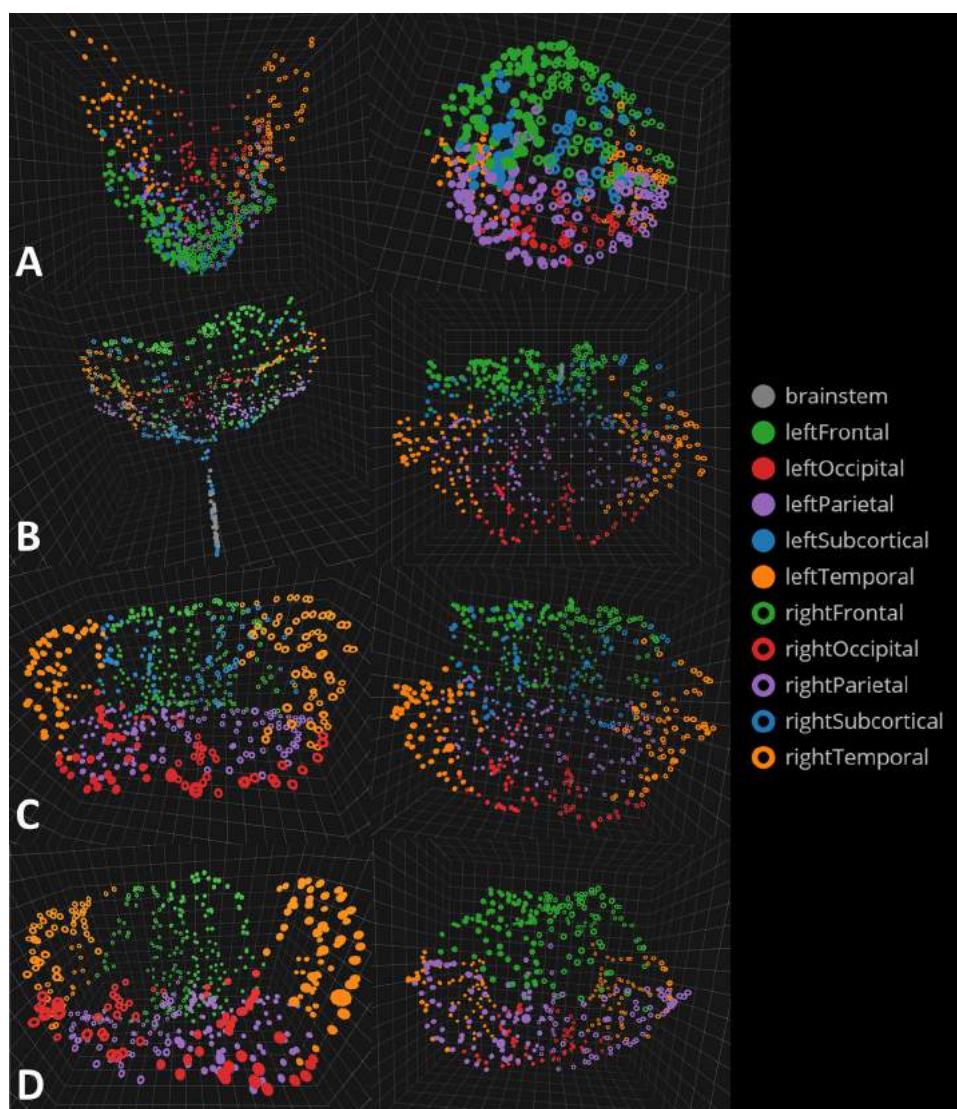 A
B
C
D
brainstem
leftFrontal
leftOccipital
leftParietal
leftSubcortical
leftTemporal
rightFrontal
rightOccipital
rightParietal
rightSubcortical
rightTemporal